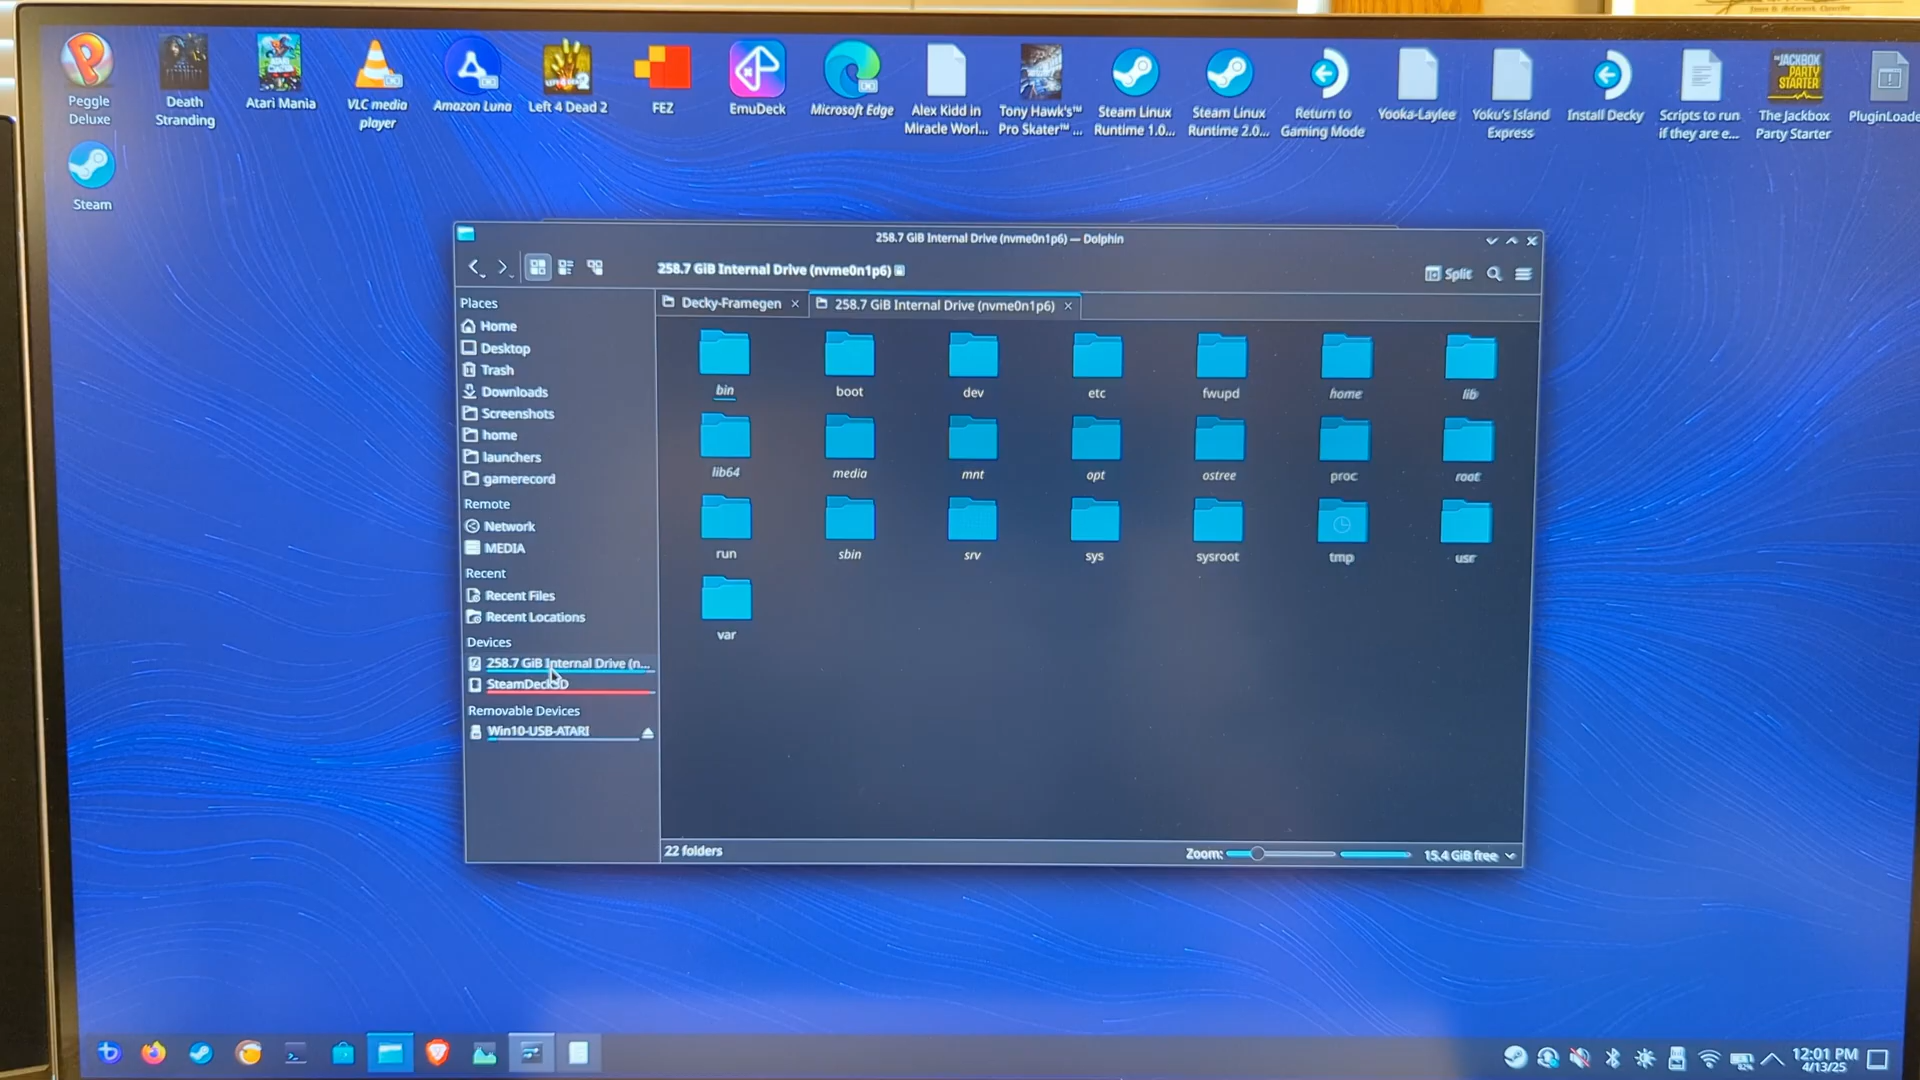 Peggle
Deluxe
Death
Stranding
Atari Mania
VLC media
player
Amazon Luna
Left 4 Dead 2
FEZ
EmuDeck
Microsoft Edge
Alex Kidd in
Miracle Worl...
Tony Hawk's™
Pro Skater™ ...
Steam Linux
Runtime 1.0...
Steam Linux
Runtime 2.0...
Return to
Gaming Mode
Yooka-Laylee
Yoku's Island
Express
Install Decky
Scripts to run
if they are e...
JACKBOX
PARTY
STARTER
The Jackbox
Party Starter
PluginLoade
Steam
258.7 GiB Internal Drive (nvme0n1p6) — Dolphin
258.7 GiB Internal Drive (nvme0n1p6)
Split
Places
Home
Desktop
Trash
Downloads
Screenshots
home
launchers
gamerecord
Remote
Network
MEDIA
Recent
Recent Files
Recent Locations
Devices
258.7 GiB Internal Drive (n...
SteamDeckSD
Removable Devices
Win10-USB-ATARI
Decky-Framegen
258.7 GiB Internal Drive (nvme0n1p6)
bin
boot
dev
etc
fwupd
home
lib
lib64
media
mnt
opt
ostree
proc
root
run
sbin
srv
sys
sysroot
tmp
usr
var
22 folders
Zoom:
15.4 GiB free
12:01 PM
4/13/25